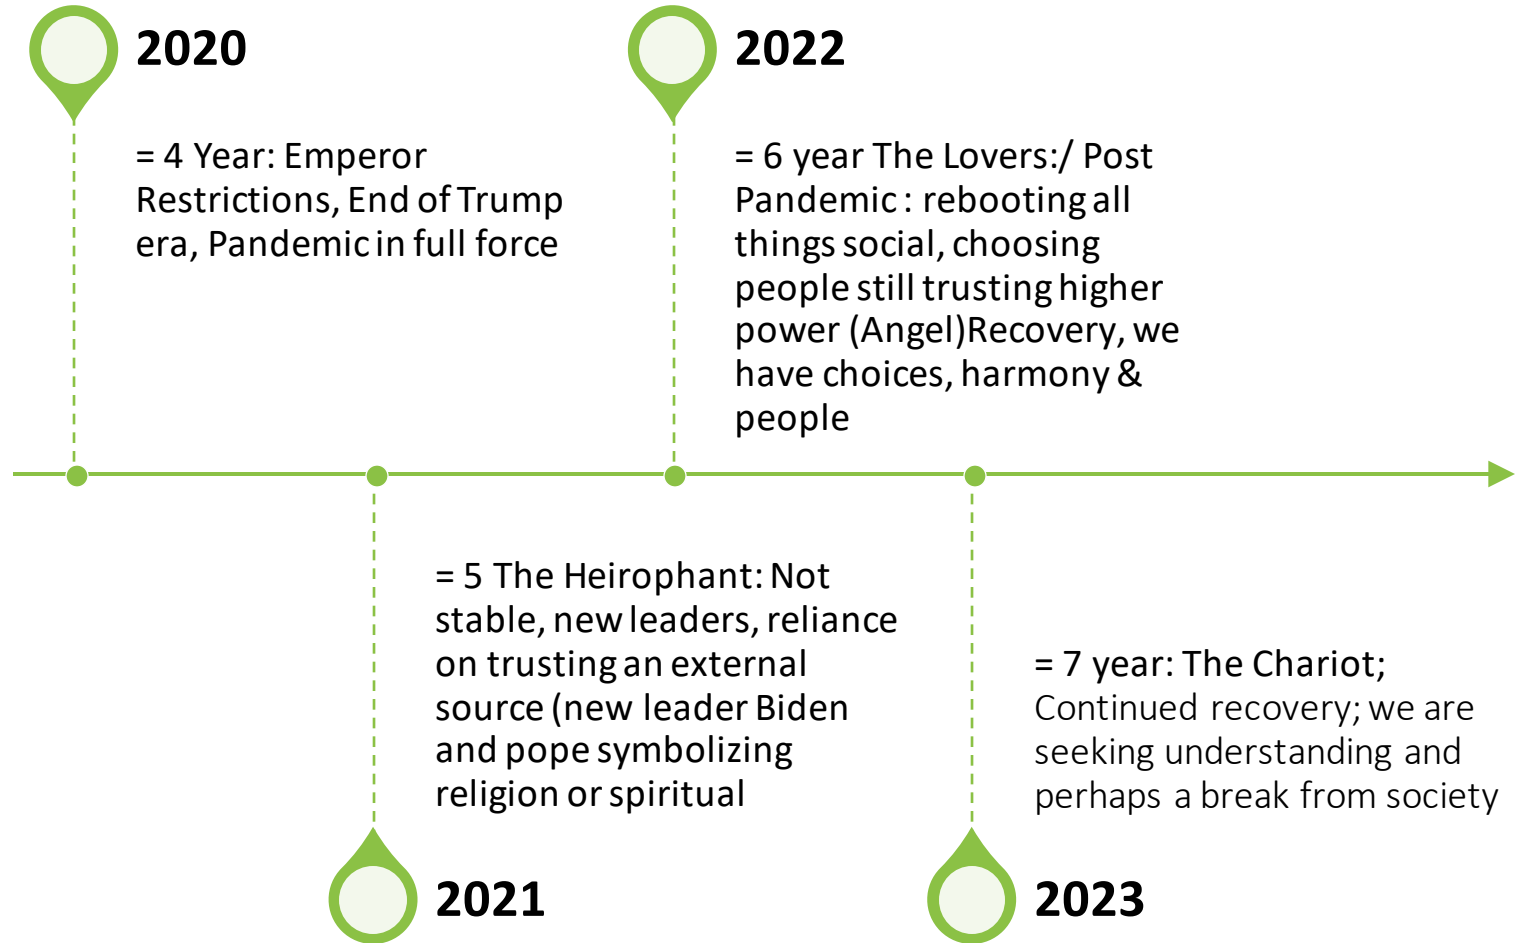 2020
= 4 Year: Emperor
Restrictions, End of Trump
era, Pandemic in full force
2022
= 6 year The Lovers:/ Post
Pandemic : rebooting all
things social, choosing
people still trusting higher
power (Angel)Recovery, we
have choices, harmony &
people
= 5 The Heirophant: Not
stable, new leaders, reliance
on trusting an external
source (new leader Biden
and pope symbolizing
religion or spiritual
2021
= 7 year: The Chariot;
Continued recovery; we are
seeking understanding and
perhaps a break from society
2023